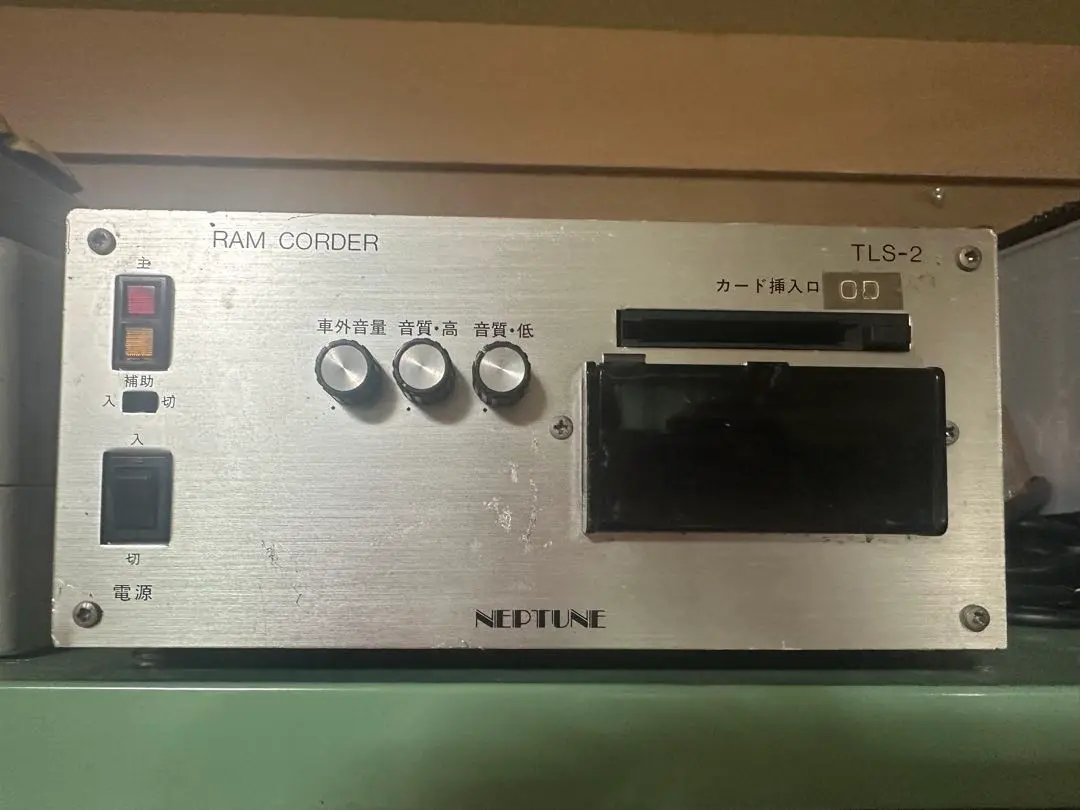 RAM CORDER
TLS-2
主
カード挿入口 OD
車外音量 音質・高 音質・低
補助
入 切
入
切
電源
NEPTUNE